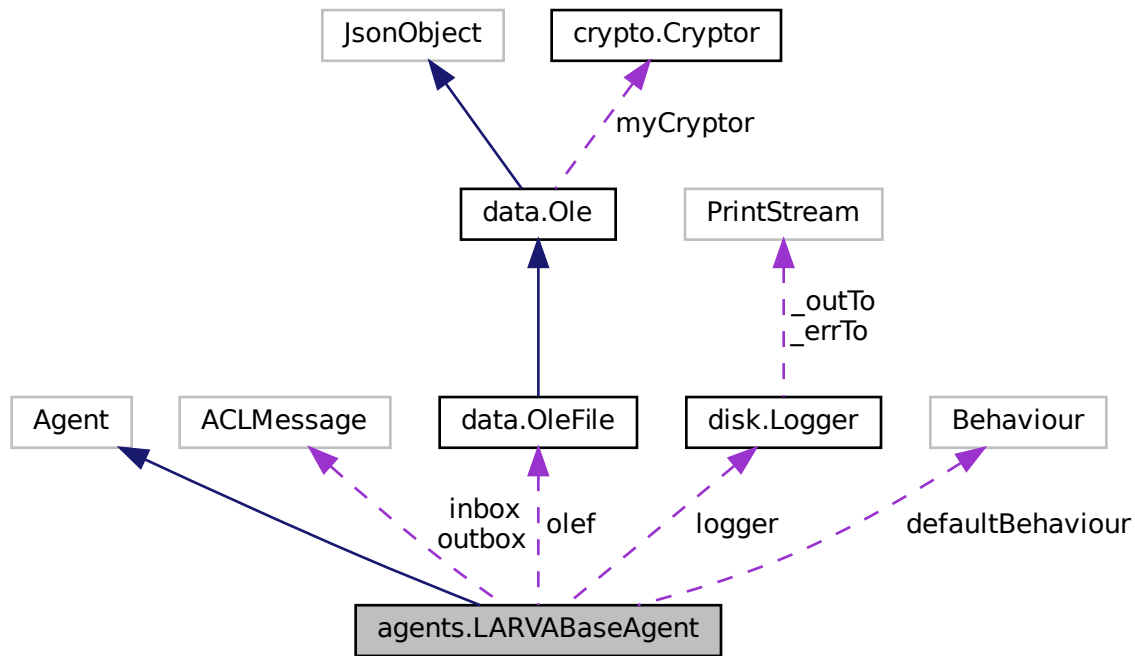 JsonObject
crypto.Cryptor
myCryptor
data.Ole
PrintStream
_outTo
_errTo
Agent
ACLMessage
data.OleFile
disk.Logger
Behaviour
inbox
outbox
olef
logger
defaultBehaviour
agents.LARVABaseAgent